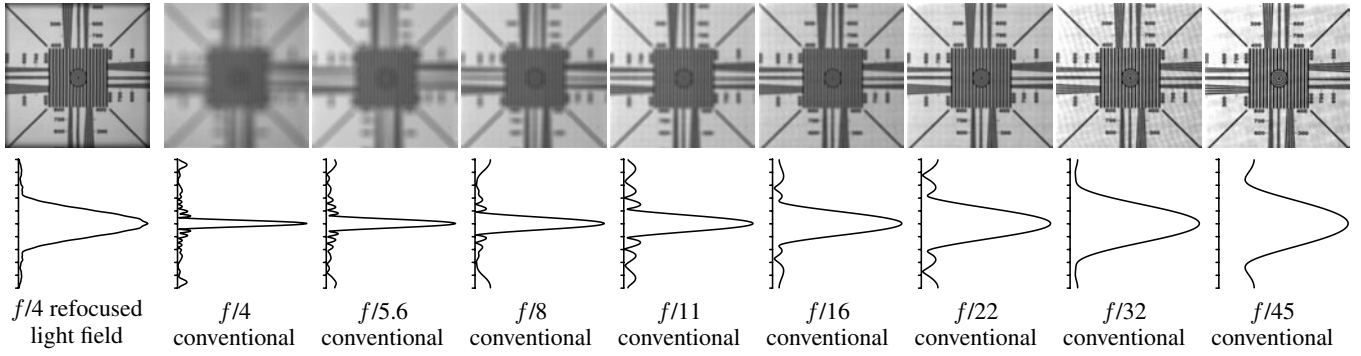 f/4 refocused
light field
f/4
conventional
f/5.6
conventional
f/8
conventional
f/11
conventional
f/16
conventional
f/22
conventional
f/32
conventional
f/45
conventional